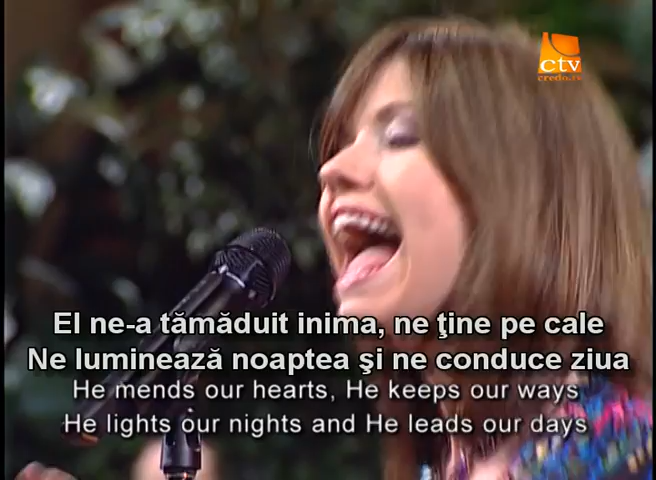 ctv
credo.tv
El ne-a tămăduit inima, ne ţine pe cale
Ne luminează noaptea şi ne conduce ziua
He mends our hearts, He keeps our ways
He lights our nights and He leads our days